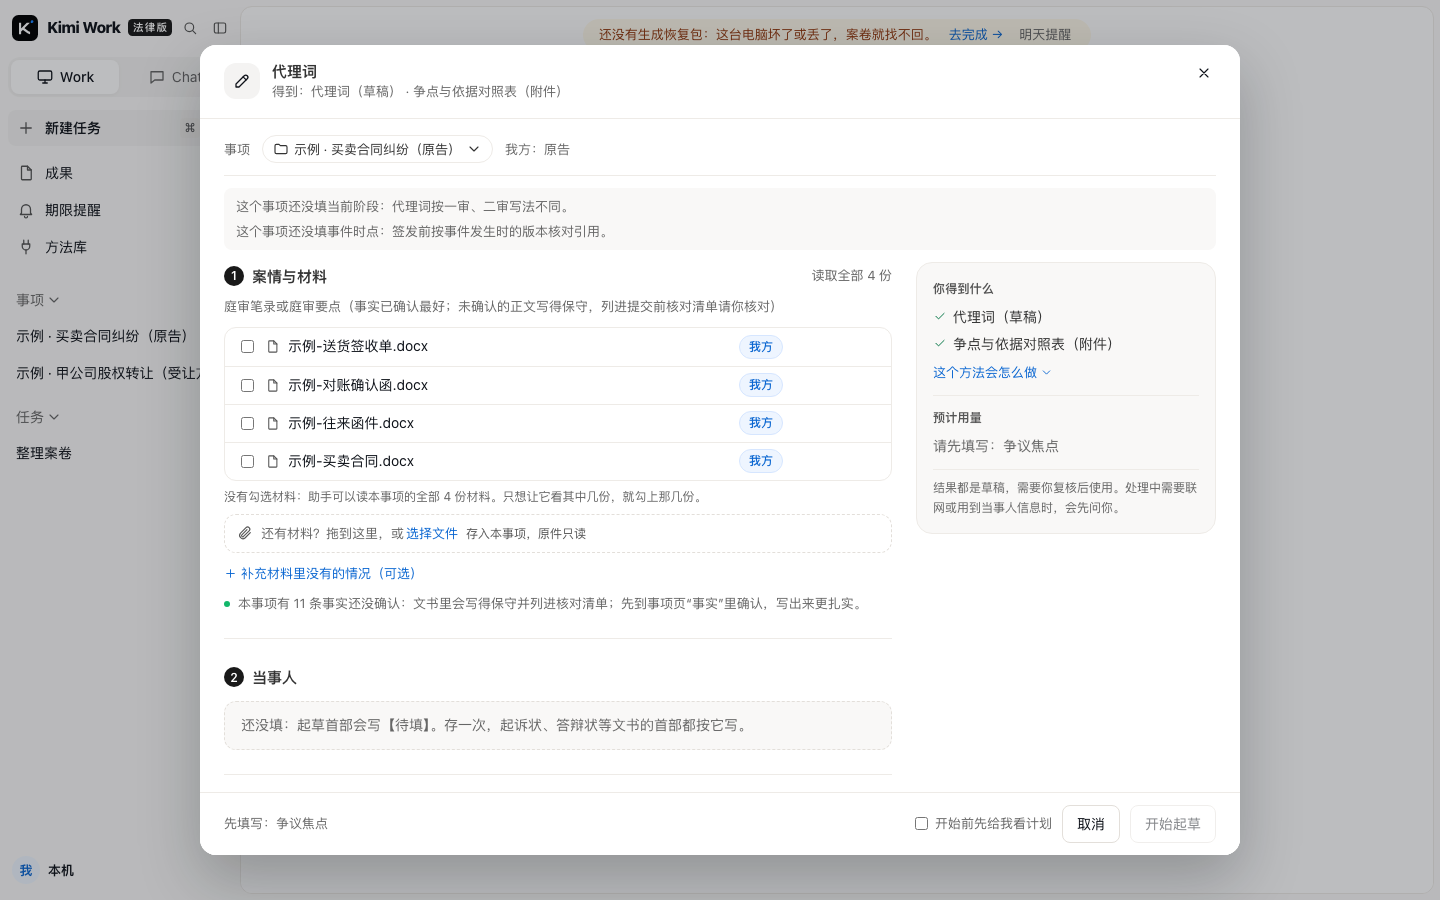 Kimi Work 法律版
还没有生成恢复包：这台电脑坏了或丢了，案卷就找不回。 去完成 → 明天提醒
Work
Chat
新建任务 ⌘
成果
期限提醒
方法库
事项
示例 · 买卖合同纠纷（原告）
示例 · 甲公司股权转让（受让方
任务
整理案卷
我 本机
代理词
得到：代理词（草稿） · 争点与依据对照表（附件）
事项 示例 · 买卖合同纠纷（原告） 我方：原告
这个事项还没填当前阶段：代理词按一审、二审写法不同。
这个事项还没填事件时点：签发前按事件发生时的版本核对引用。
1 案情与材料 读取全部 4 份
庭审笔录或庭审要点（事实已确认最好；未确认的正文写得保守，列进提交前核对清单请你核对）
示例-送货签收单.docx 我方
示例-对账确认函.docx 我方
示例-往来函件.docx 我方
示例-买卖合同.docx 我方
没有勾选材料：助手可以读本事项的全部 4 份材料。只想让它看其中几份，就勾上那几份。
还有材料？拖到这里，或 选择文件 存入本事项，原件只读
+ 补充材料里没有的情况（可选）
本事项有 11 条事实还没确认：文书里会写得保守并列进核对清单；先到事项页“事实”里确认，写出来更扎实。
2 当事人
还没填：起草首部会写【待填】。存一次，起诉状、答辩状等文书的首部都按它写。
你得到什么
代理词（草稿）
争点与依据对照表（附件）
这个方法会怎么做
预计用量
请先填写：争议焦点
结果都是草稿，需要你复核后使用。处理中需要联
网或用到当事人信息时，会先问你。
先填写：争议焦点
开始前先给我看计划 取消 开始起草